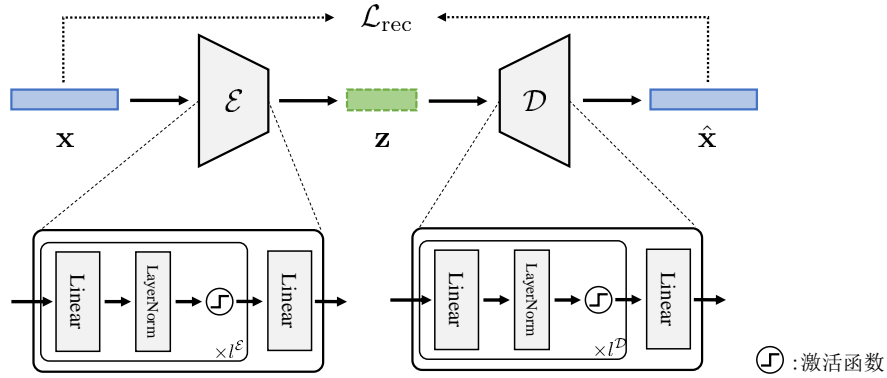 ℒrec
ℰ
𝒟
x
z
x̂
Linear
LayerNorm
Linear
×lℰ
Linear
LayerNorm
Linear
×l𝒟
:激活函数